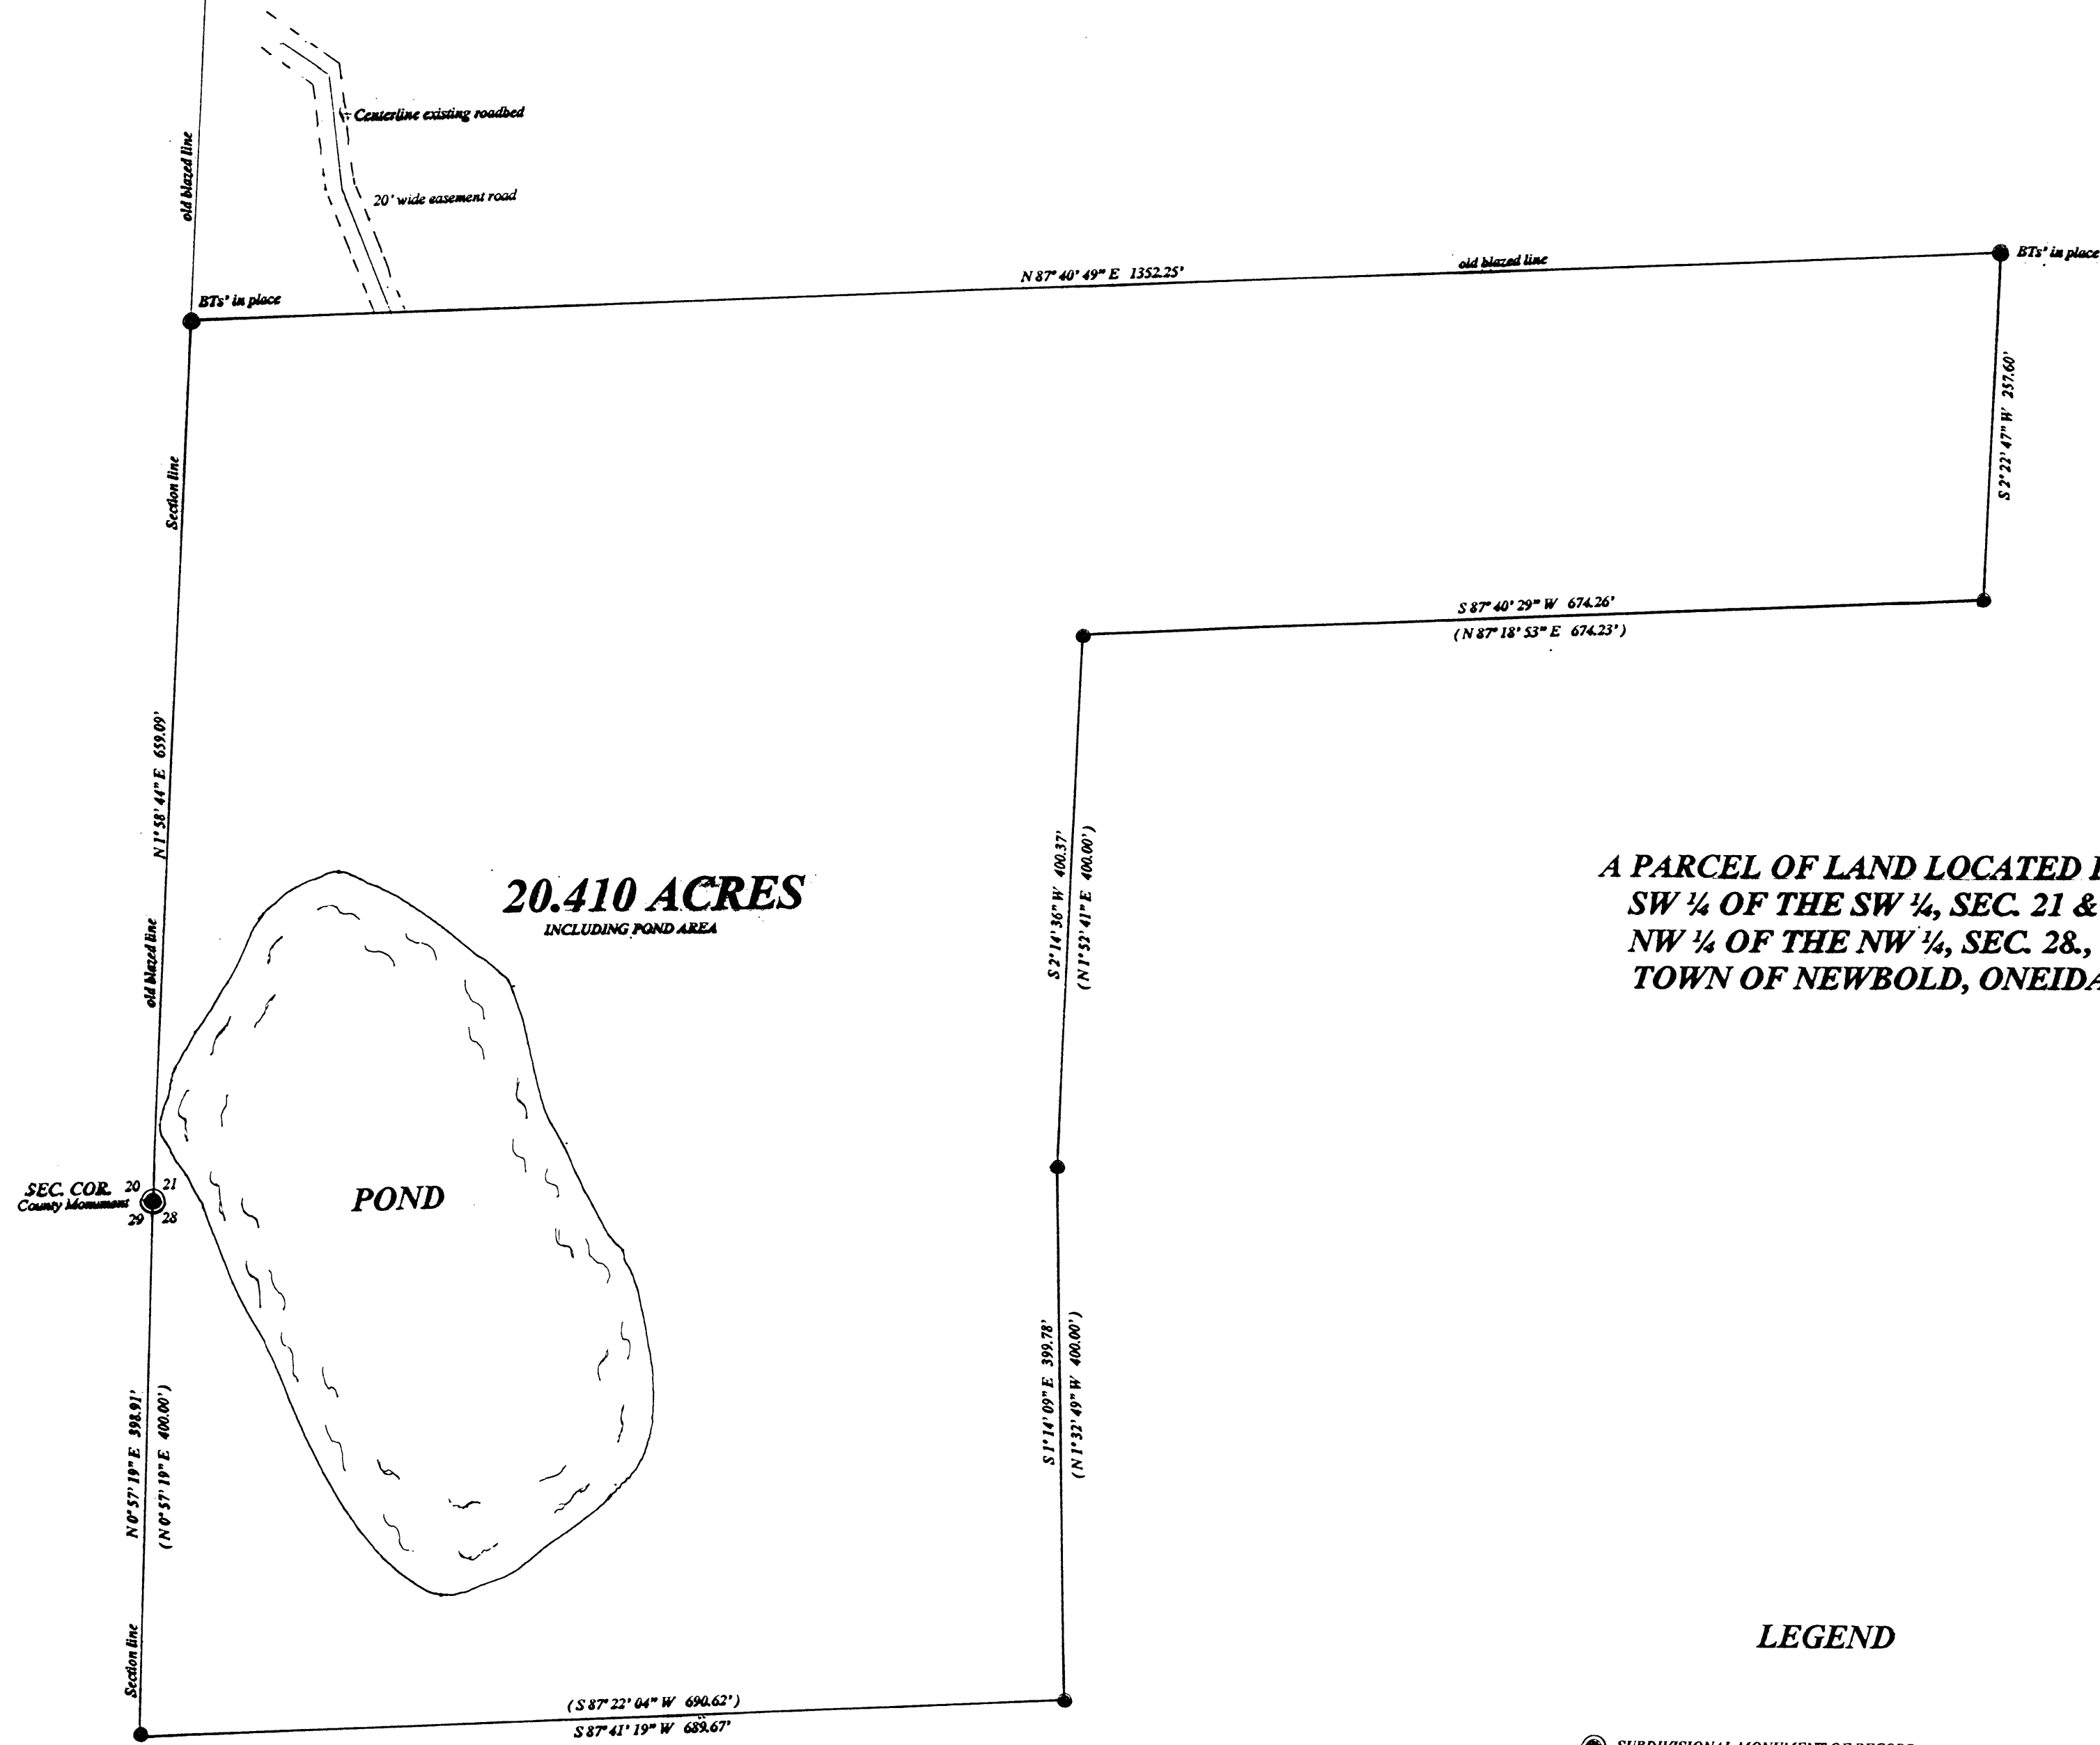 Centerline existing roadbed
old blazed line
20' wide easement road
BTs' in place
N 87° 40' 49" E 1352.25'
old blazed line
BTs' in place
S 2° 22' 47" W 257.60'
Section line
S 87° 40' 29" W 674.26'
( N 87° 18' 53" E 674.23' )
N 1° 58' 44" E 659.09'
S 2° 14' 36" W 400.37'
( N 1° 52' 41" E 400.00' )
20.410 ACRES
INCLUDING POND AREA
A PARCEL OF LAND LOCATED
SW ¼ OF THE SW ¼, SEC. 21 &
NW ¼ OF THE NW ¼, SEC. 28.,
TOWN OF NEWBOLD, ONEIDA
old blazed line
SEC. COR. 20 21
County Monument
29 28
POND
N 0° 57' 19" E 398.91'
( N 0° 57' 19" E 400.00' )
S 1° 14' 09" E 399.78'
( N 1° 32' 49" W 400.00' )
Section line
LEGEND
( S 87° 22' 04" W 690.62' )
S 87° 41' 19" W 689.67'
SUBDIVISIONAL MONUMENT OF RECORD